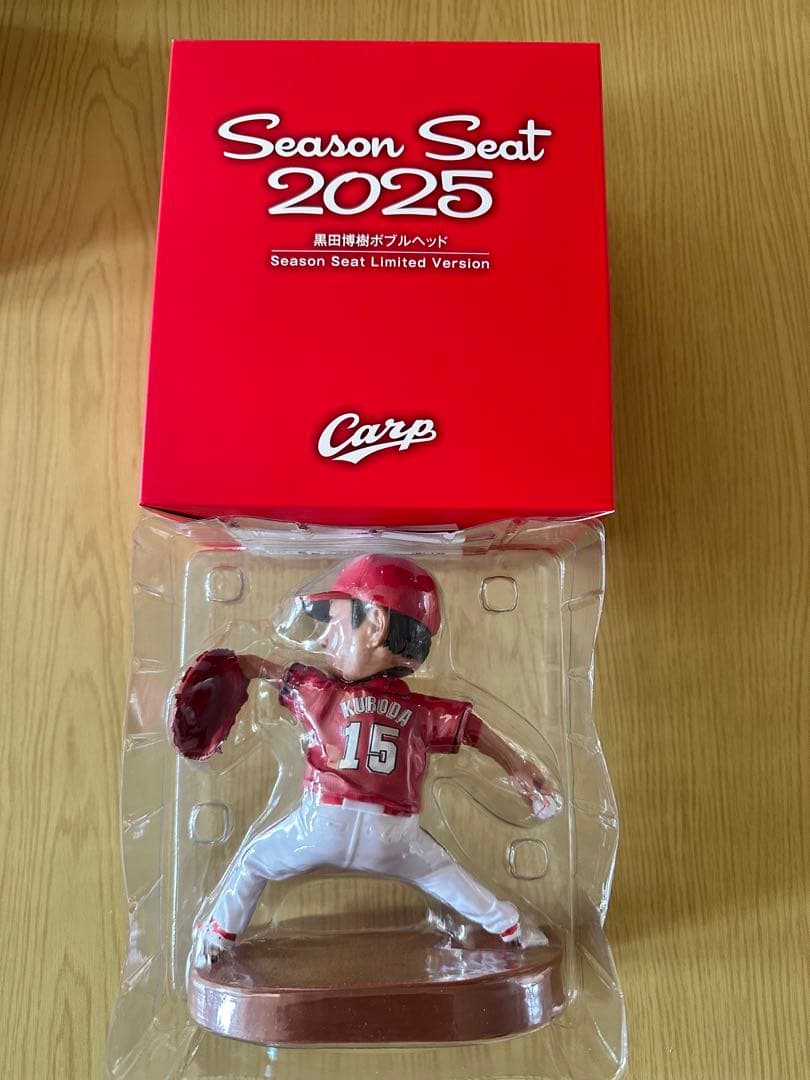 Season Seat
2025
黒田博樹ボブルヘッド
Season Seat Limited Version
Carp
KURODA
15